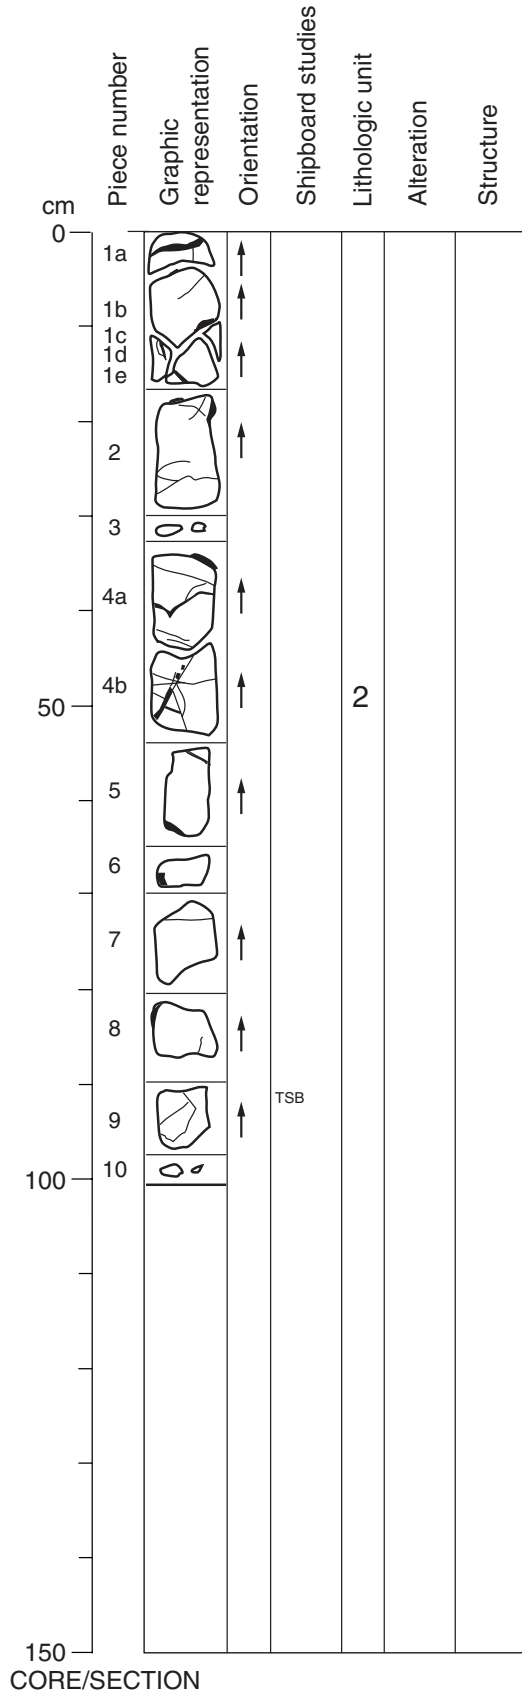 cm
Piece number
Graphic
representation
Orientation
Shipboard studies
Lithologic unit
Alteration
Structure
0
1a
1b
1c
1d
1e
2
3
4a
4b
50
2
5
6
7
8
TSB
9
10
100
150
CORE/SECTION